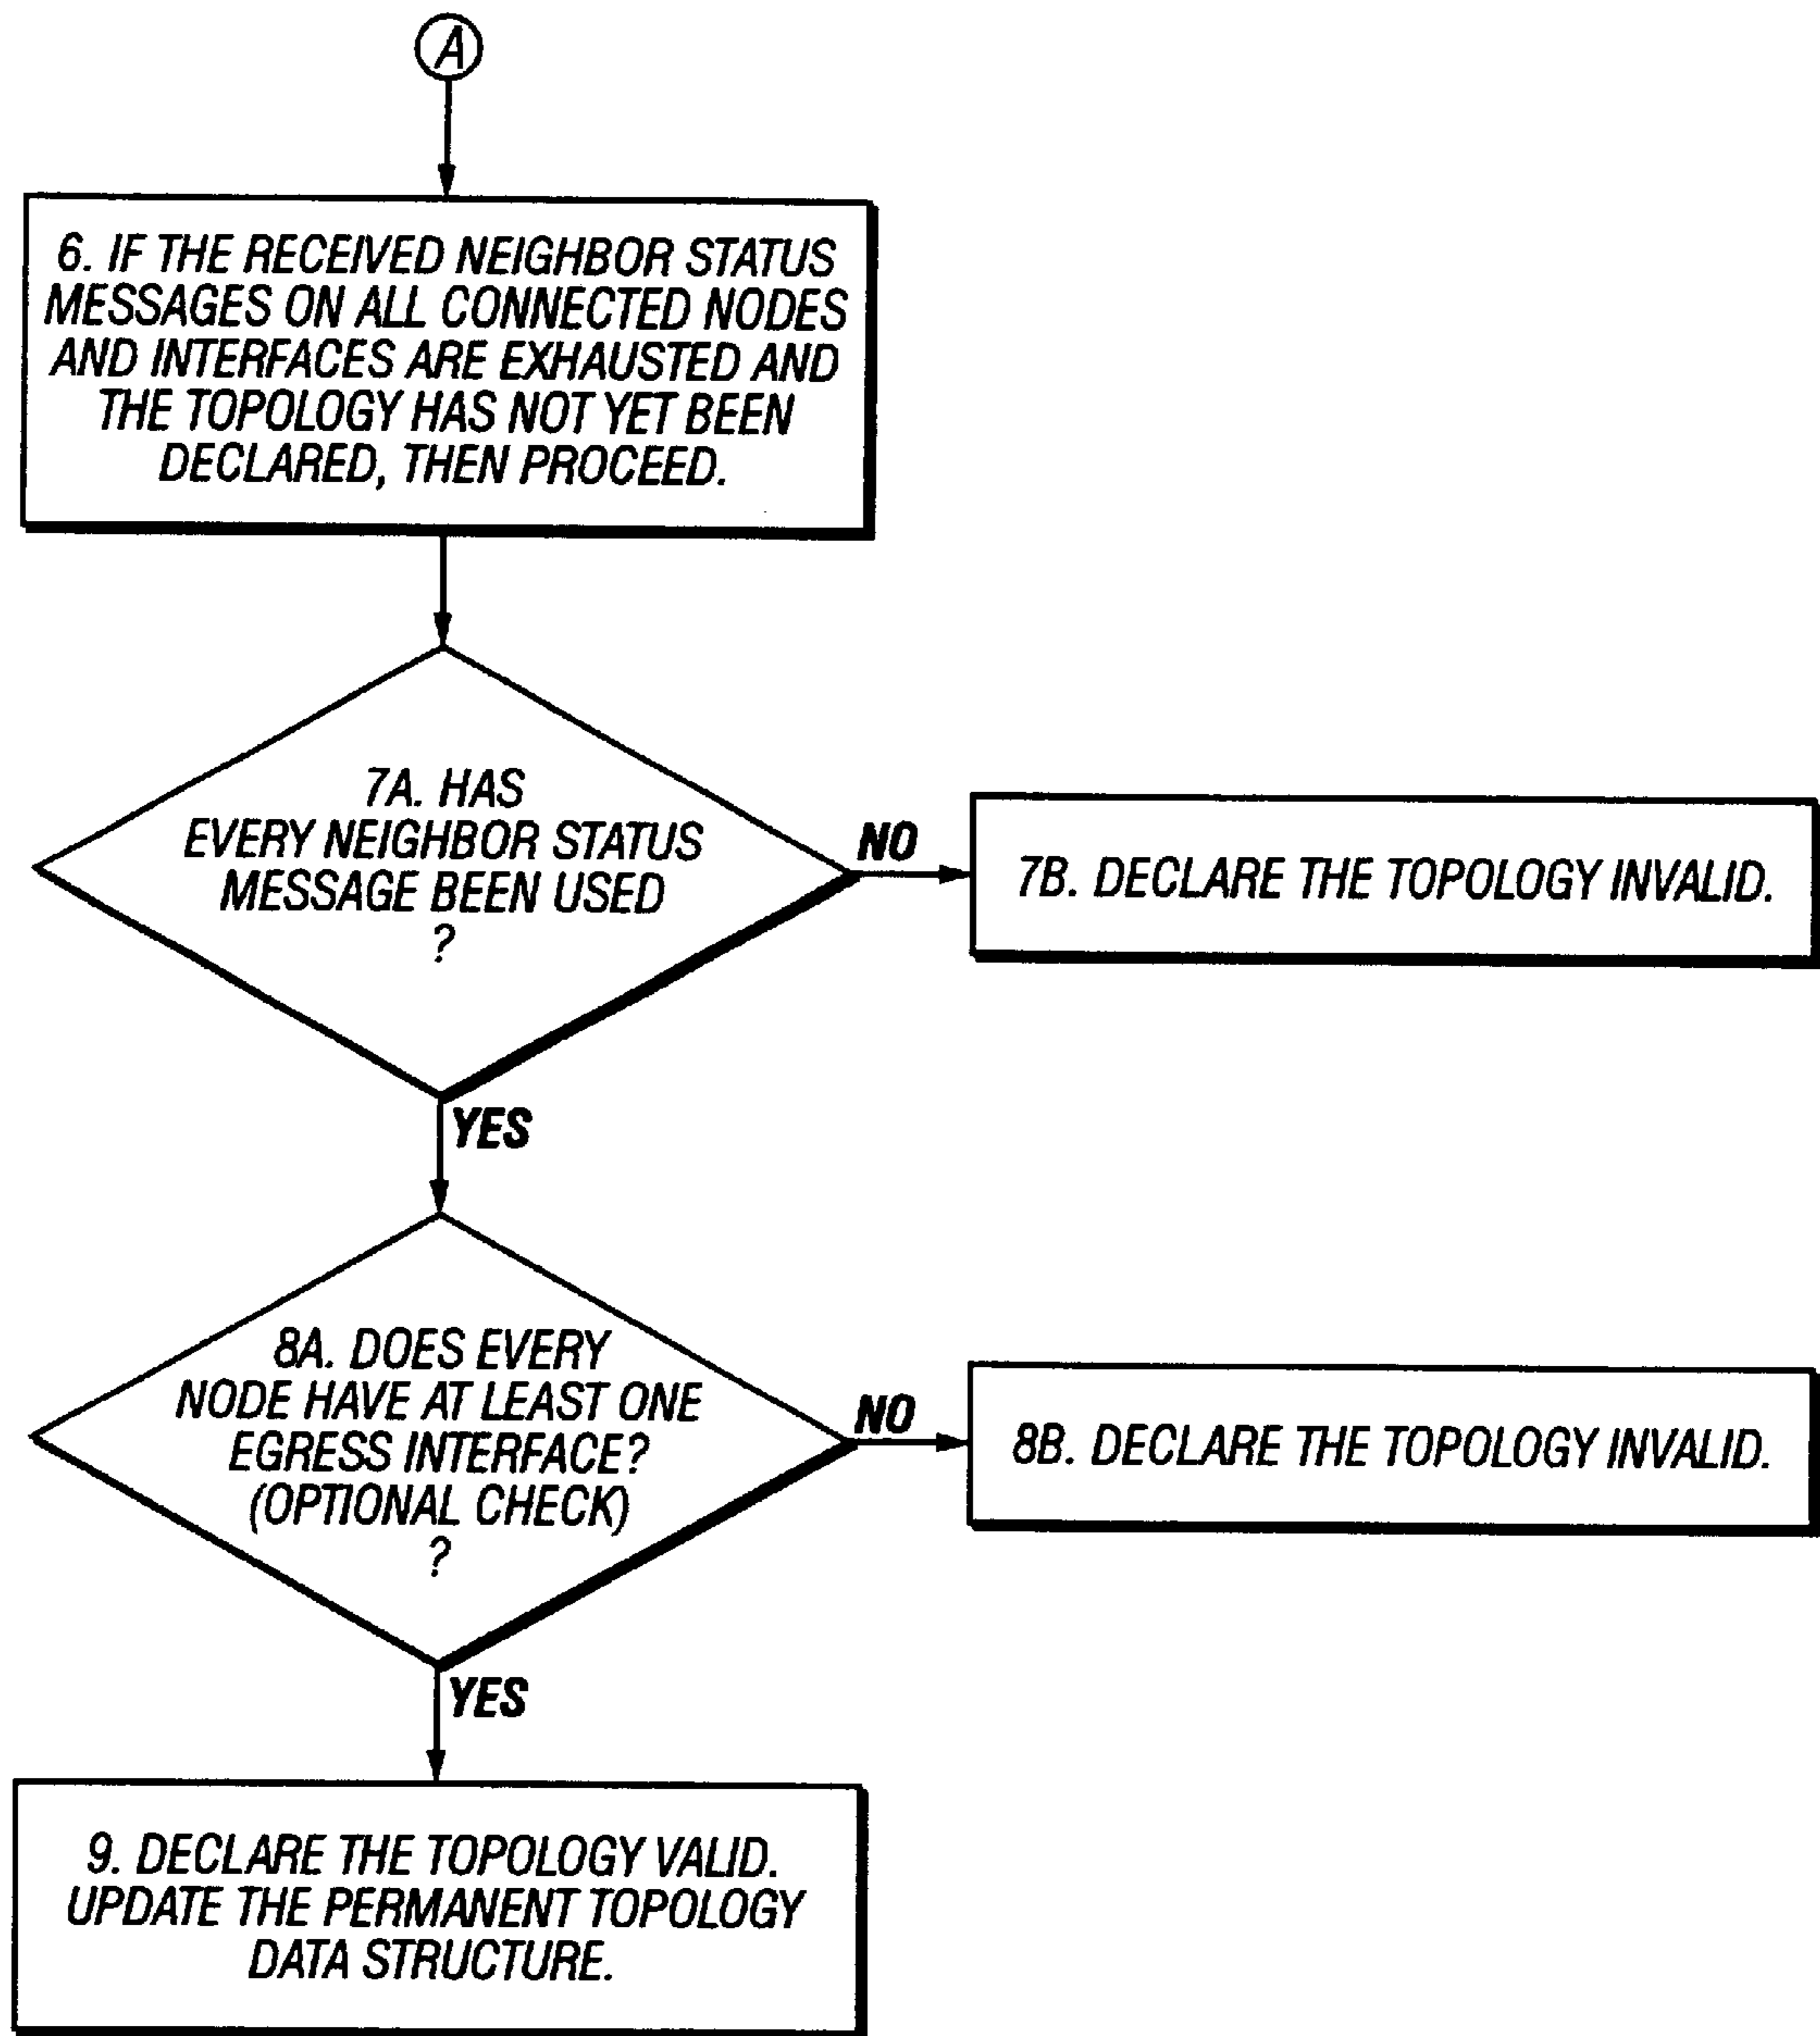 A
6. IF THE RECEIVED NEIGHBOR STATUS
MESSAGES ON ALL CONNECTED NODES
AND INTERFACES ARE EXHAUSTED AND
THE TOPOLOGY HAS NOT YET BEEN
DECLARED, THEN PROCEED.
7A. HAS
EVERY NEIGHBOR STATUS
MESSAGE BEEN USED
?
NO
7B. DECLARE THE TOPOLOGY INVALID.
YES
8A. DOES EVERY
NODE HAVE AT LEAST ONE
EGRESS INTERFACE?
(OPTIONAL CHECK)
?
NO
8B. DECLARE THE TOPOLOGY INVALID.
YES
9. DECLARE THE TOPOLOGY VALID.
UPDATE THE PERMANENT TOPOLOGY
DATA STRUCTURE.